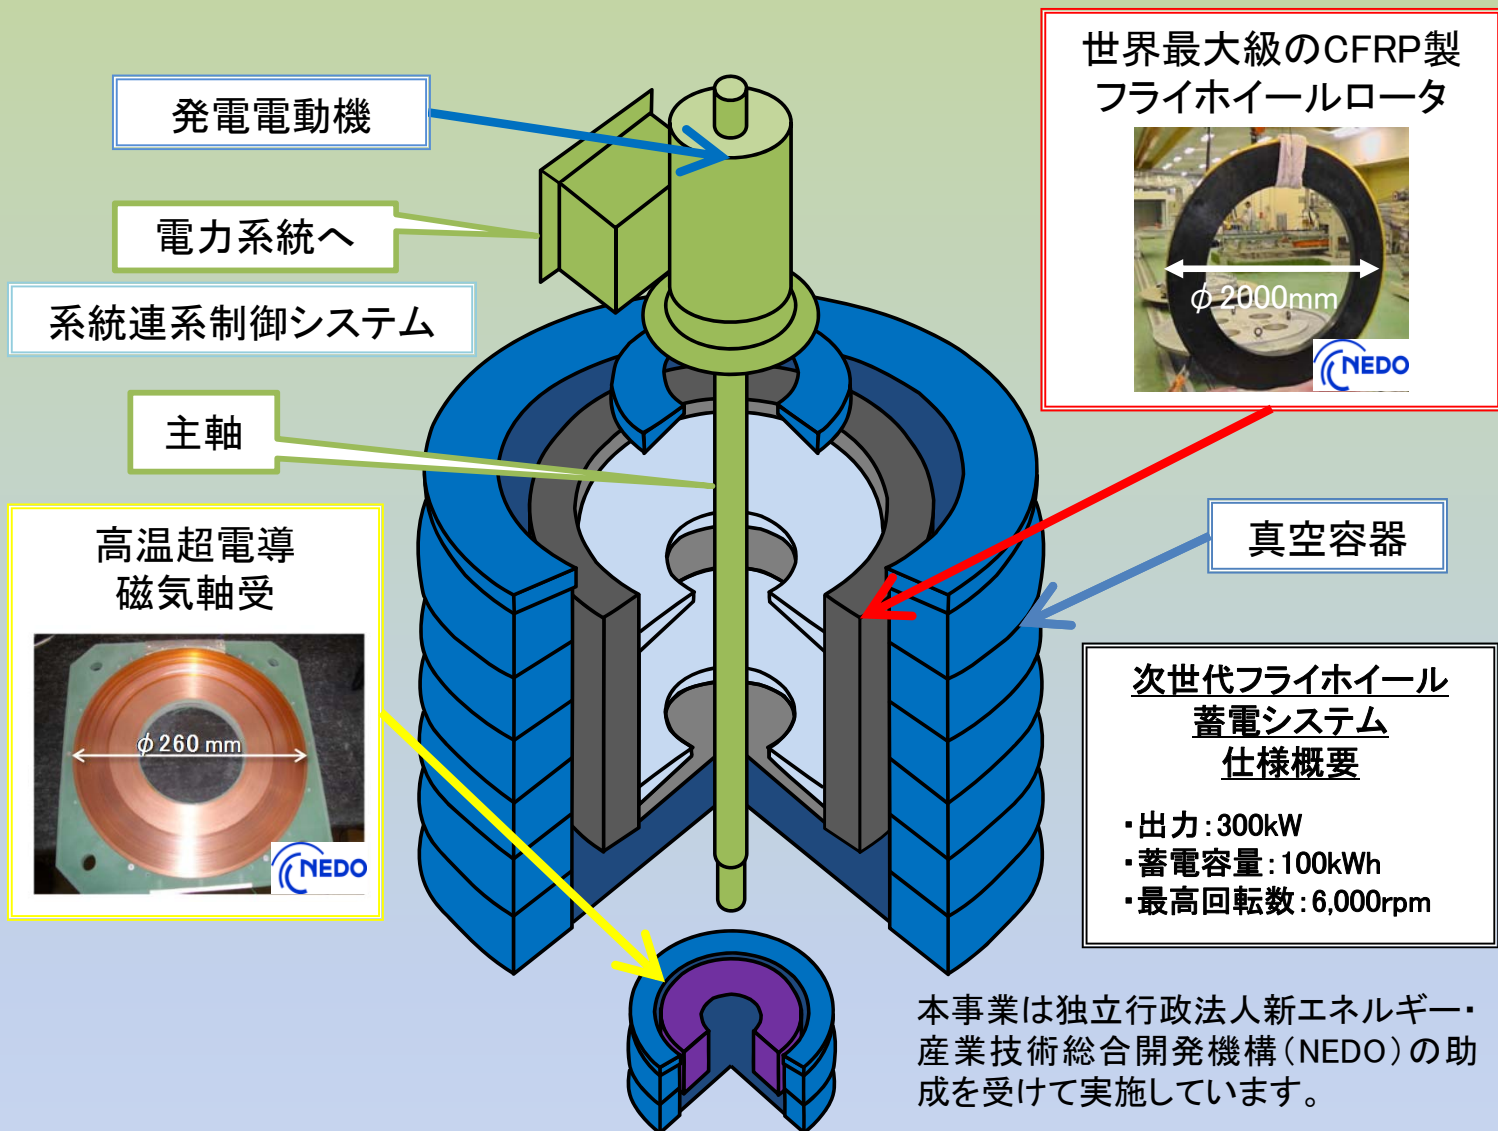 発電電動機
電力系統へ
系統連系制御システム
主軸
高温超電導
磁気軸受
φ260 mm
NEDO
世界最大級のCFRP製
フライホイールロータ
φ2000mm
NEDO
真空容器
次世代フライホイール
蓄電システム
仕様概要
・出力：300kW
・蓄電容量：100kWh
・最高回転数：6,000rpm
本事業は独立行政法人新エネルギー・
産業技術総合開発機構（NEDO）の助
成を受けて実施しています。